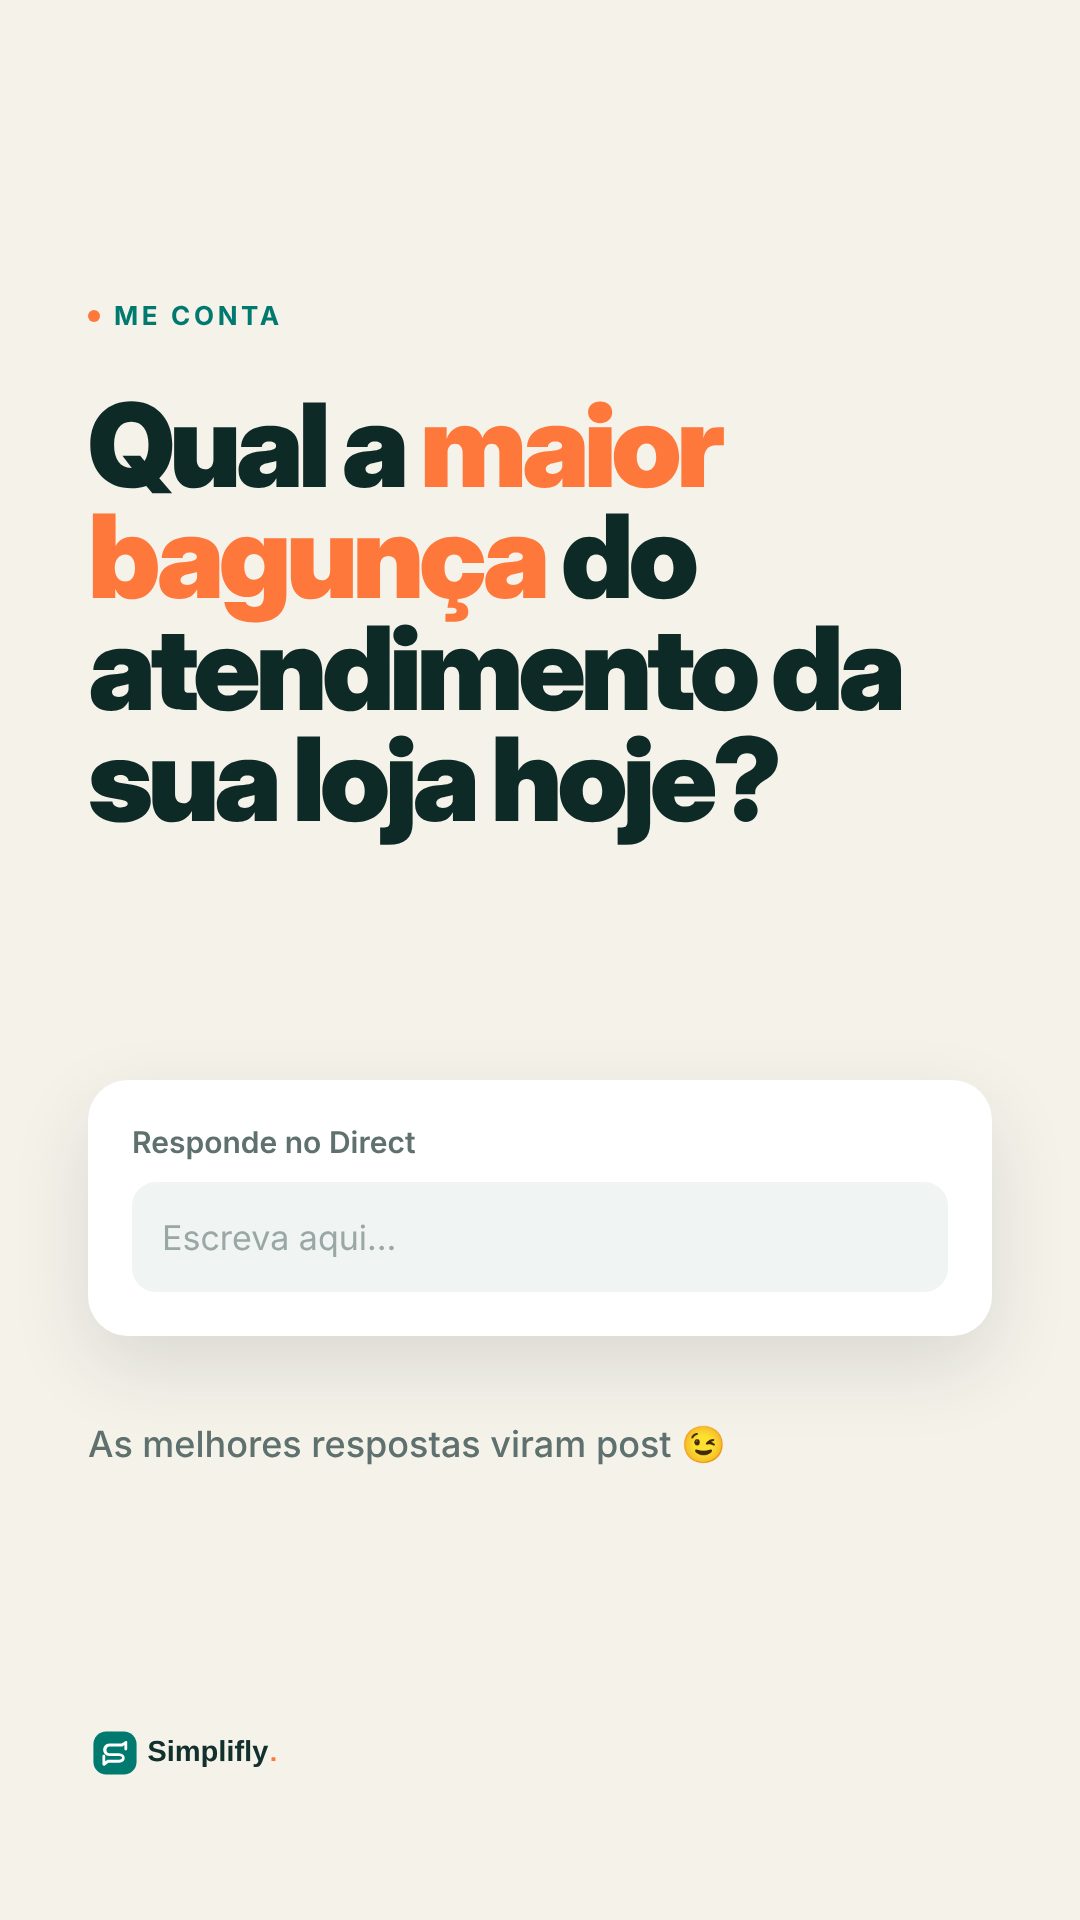 ME CONTA
Qual a maior
bagunça do
atendimento da
sua loja hoje?
Responde no Direct
Escreva aqui...
As melhores respostas viram post 😉
Simplifly.